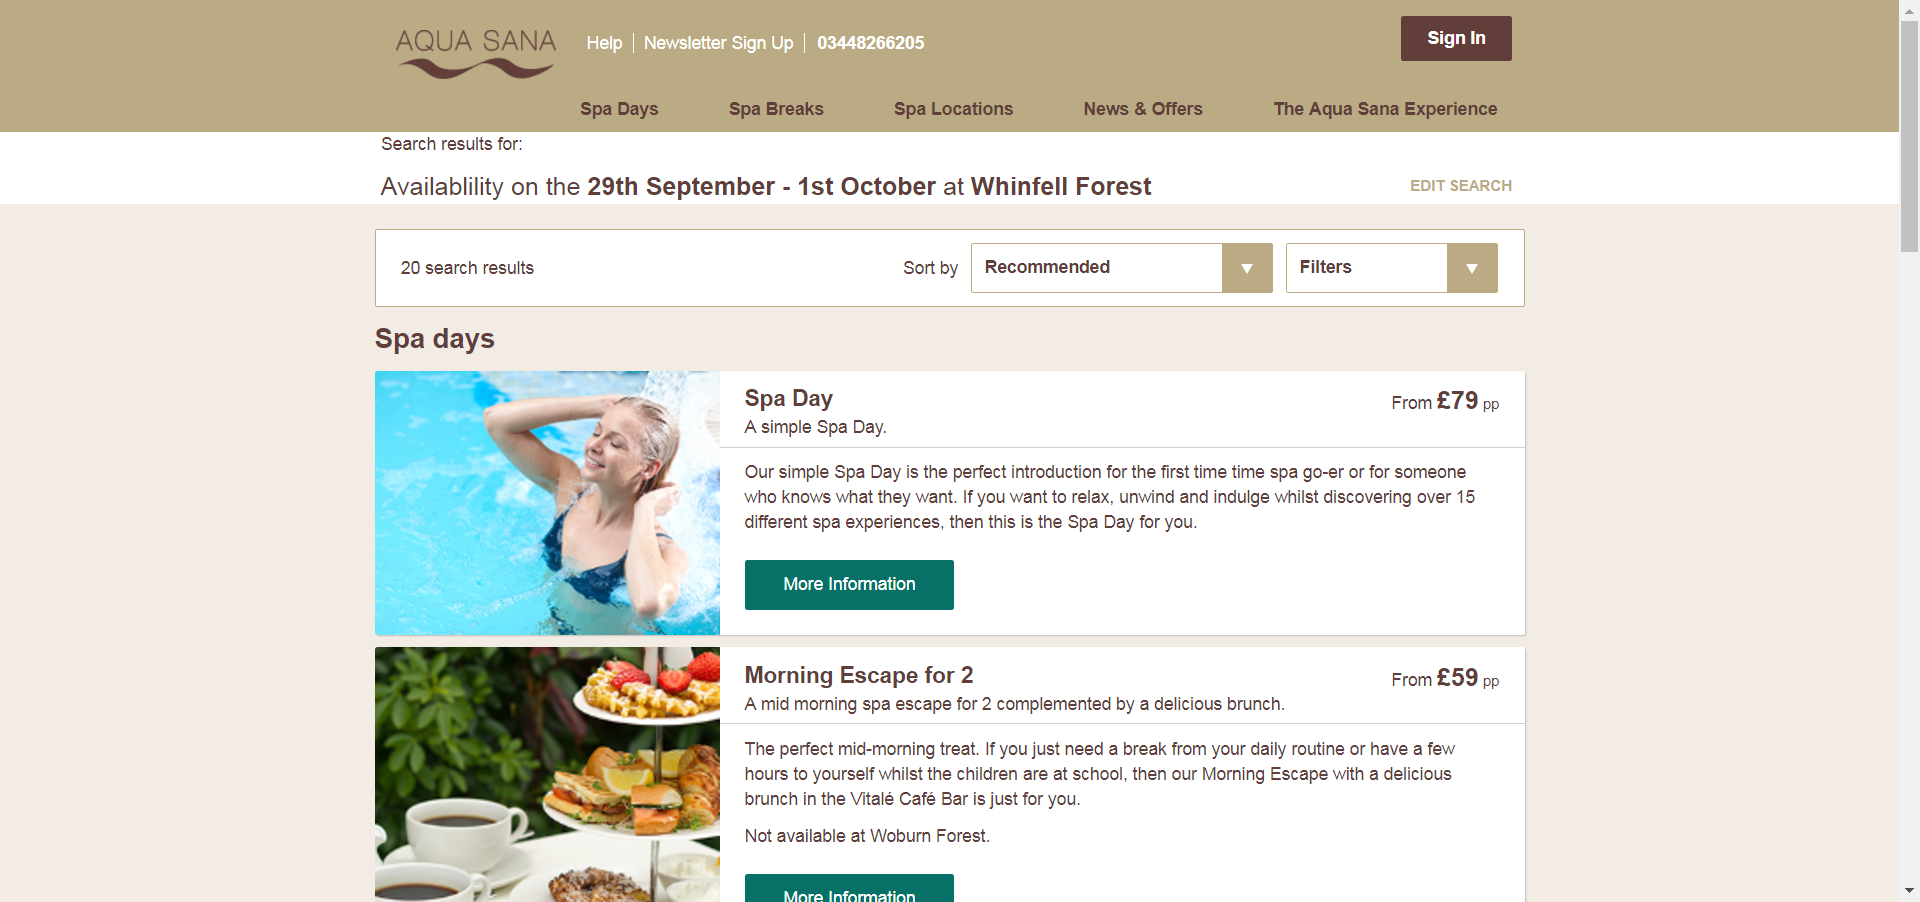 AQUA SANA
Help
Newsletter Sign Up
03448266205
Sign In
Spa Days
Spa Breaks
Spa Locations
News & Offers
The Aqua Sana Experience
Search results for:
Availablility on the 29th September - 1st October at Whinfell Forest
EDIT SEARCH
20 search results
Sort by
Recommended
Filters
Spa days
Spa Day
From £79 pp
A simple Spa Day.
Our simple Spa Day is the perfect introduction for the first time time spa go-er or for someone
who knows what they want. If you want to relax, unwind and indulge whilst discovering over 15
different spa experiences, then this is the Spa Day for you.
More Information
Morning Escape for 2
From £59 pp
A mid morning spa escape for 2 complemented by a delicious brunch.
The perfect mid-morning treat. If you just need a break from your daily routine or have a few
hours to yourself whilst the children are at school, then our Morning Escape with a delicious
brunch in the Vitalé Café Bar is just for you.
Not available at Woburn Forest.
More Information